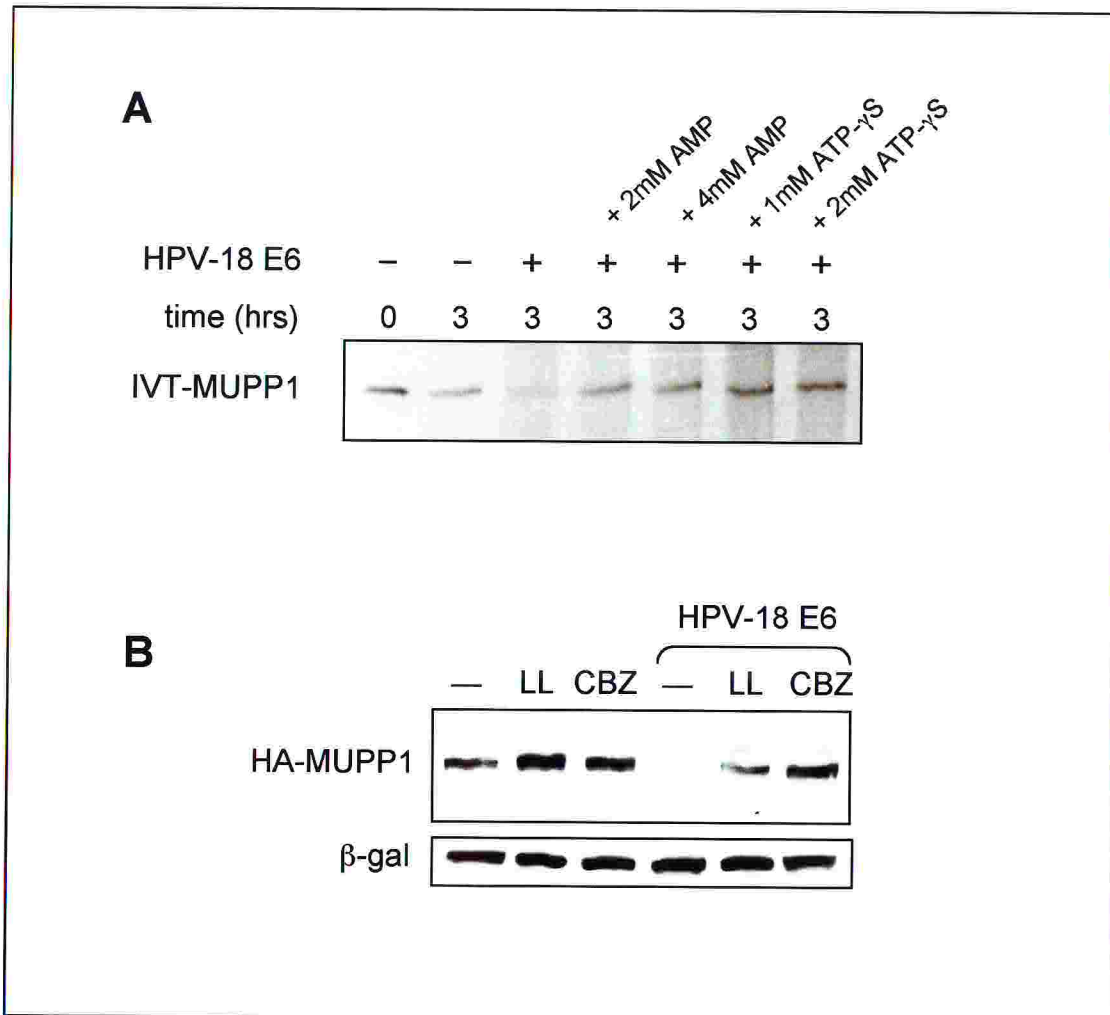 A
+ 2mM AMP
+ 4mM AMP
+ 1mM ATP-γS
+ 2mM ATP-γS
HPV-18 E6 – – + + + + +
time (hrs) 0 3 3 3 3 3 3
IVT-MUPP1
B
HPV-18 E6
— LL CBZ — LL CBZ
HA-MUPP1
β-gal